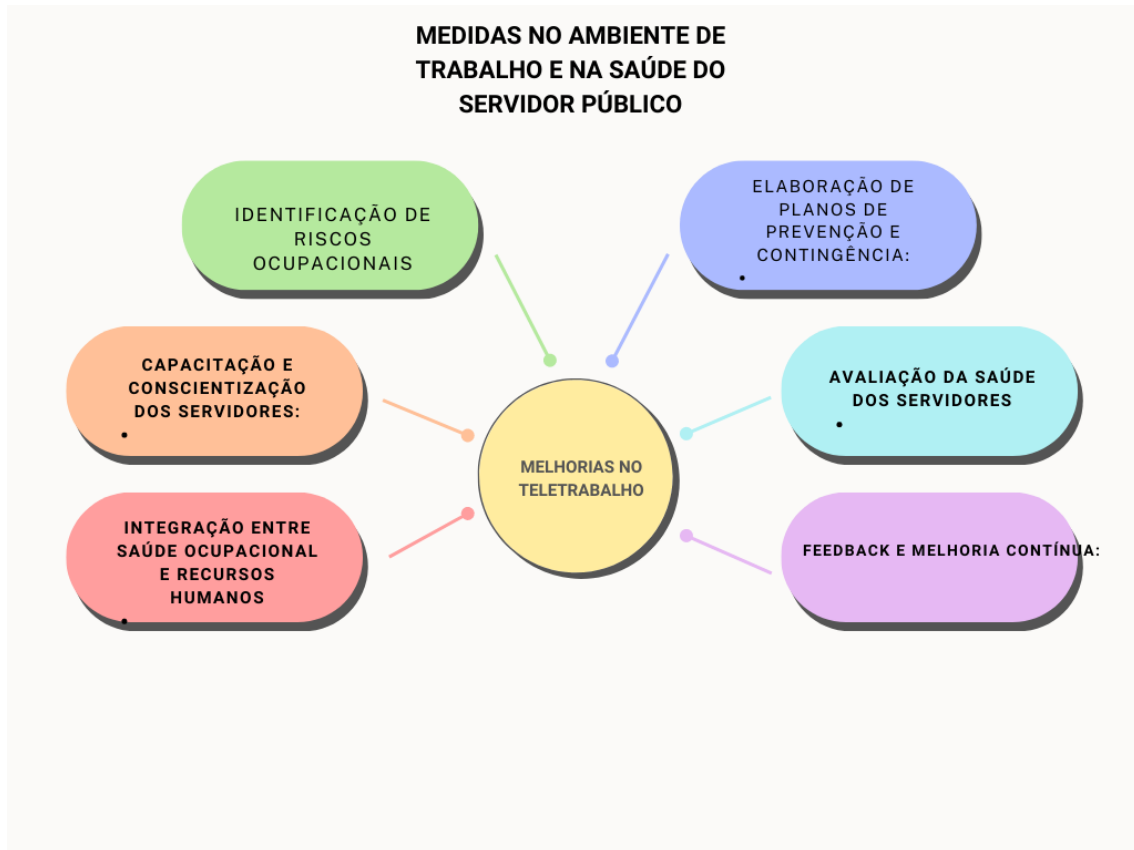 MEDIDAS NO AMBIENTE DE
TRABALHO E NA SAÚDE DO
SERVIDOR PÚBLICO
IDENTIFICAÇÃO DE
RISCOS
OCUPACIONAIS
ELABORAÇÃO DE
PLANOS DE
PREVENÇÃO E
CONTINGÊNCIA:
•
CAPACITAÇÃO E
CONSCIENTIZAÇÃO
DOS SERVIDORES:
•
AVALIAÇÃO DA SAÚDE
DOS SERVIDORES
•
MELHORIAS NO
TELETRABALHO
INTEGRAÇÃO ENTRE
SAÚDE OCUPACIONAL
E RECURSOS
HUMANOS
•
FEEDBACK E MELHORIA CONTÍNUA: